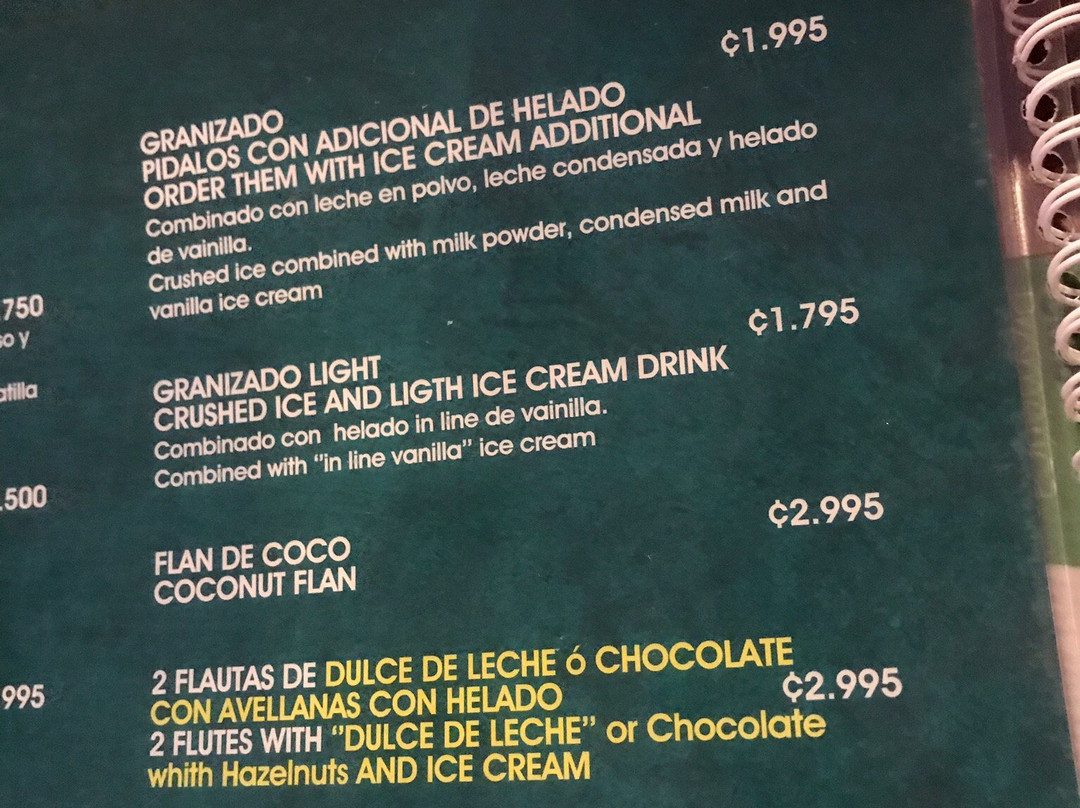 ₡1.995
GRANIZADO
PIDALOS CON ADICIONAL DE HELADO
ORDER THEM WITH ICE CREAM ADDITIONAL
Combinado con leche en polvo, leche condensada y helado
de vainilla.
Crushed ice combined with milk powder, condensed milk and
vanilla ice cream
₡1.795
GRANIZADO LIGHT
CRUSHED ICE AND LIGTH ICE CREAM DRINK
Combinado con helado in line de vainilla.
Combined with "in line vanilla" ice cream
₡2.995
FLAN DE COCO
COCONUT FLAN
2 FLAUTAS DE DULCE DE LECHE ó CHOCOLATE
CON AVELLANAS CON HELADO ₡2.995
2 FLUTES WITH "DULCE DE LECHE" or Chocolate
whith Hazelnuts AND ICE CREAM
.750
y
.500
995